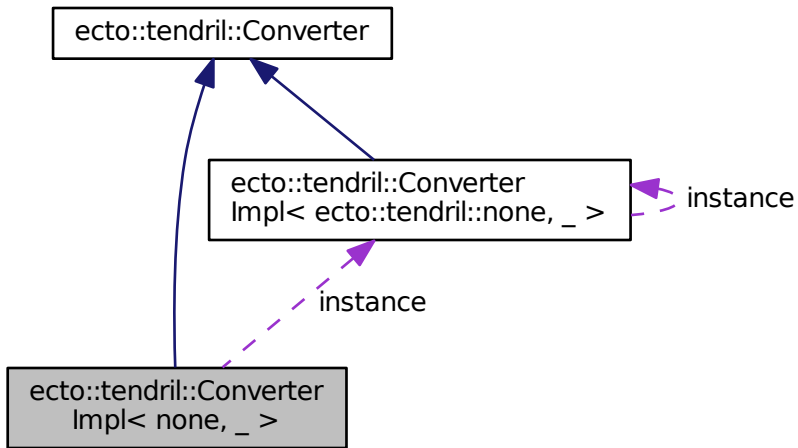 ecto::tendril::Converter
ecto::tendril::Converter
Impl< ecto::tendril::none, _ >
instance
instance
ecto::tendril::Converter
Impl< none, _ >